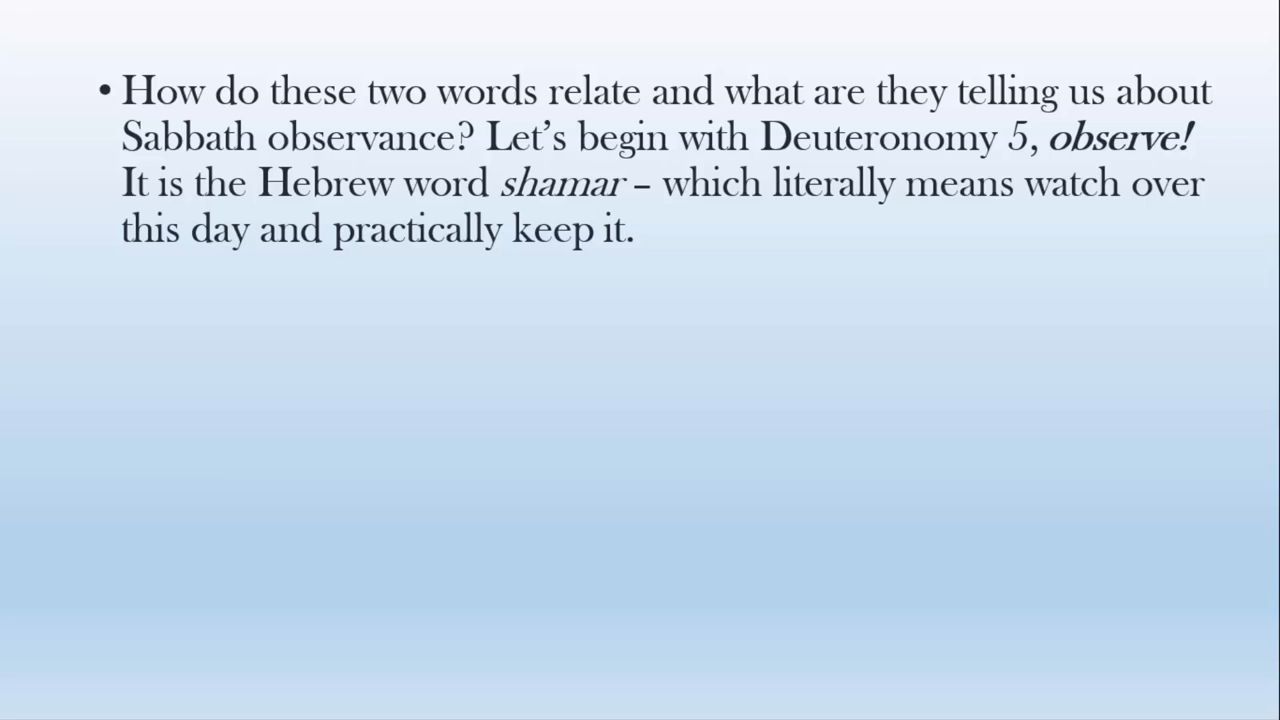 • How do these two words relate and what are they telling us about
Sabbath observance? Let’s begin with Deuteronomy 5, observe!
It is the Hebrew word shamar – which literally means watch over
this day and practically keep it.